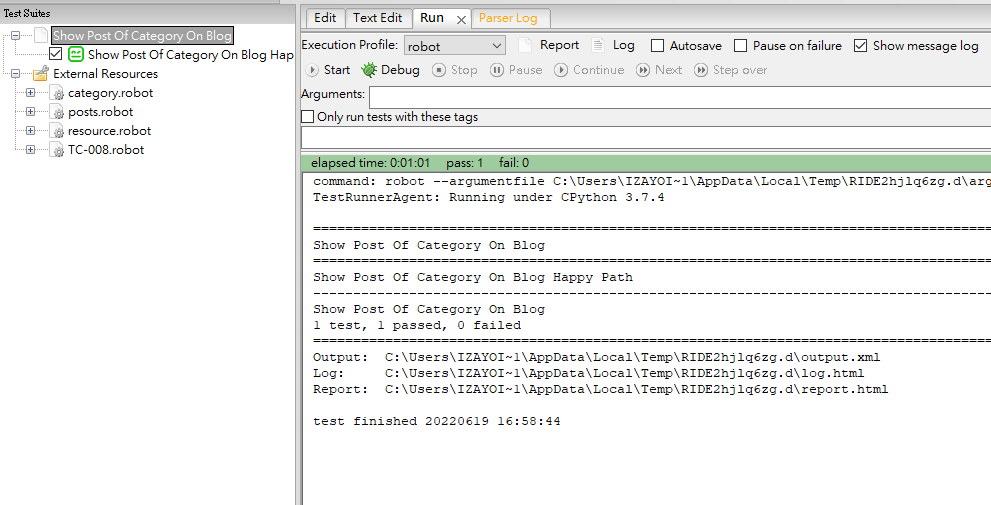 Test Suites
Show Post Of Category On Blog
Show Post Of Category On Blog Hap
External Resources
category.robot
posts.robot
resource.robot
TC-008.robot
Edit Text Edit Run Parser Log
Execution Profile: robot Report Log Autosave Pause on failure Show message log
Start Debug Stop Pause Continue Next Step over
Arguments:
Only run tests with these tags
elapsed time: 0:01:01 pass: 1 fail: 0
command: robot --argumentfile C:\Users\IZAYOI~1\AppData\Local\Temp\RIDE2hjlq6zg.d\arg
TestRunnerAgent: Running under CPython 3.7.4
==============================================================================
Show Post Of Category On Blog
==============================================================================
Show Post Of Category On Blog Happy Path
------------------------------------------------------------------------------
Show Post Of Category On Blog
1 test, 1 passed, 0 failed
==============================================================================
Output: C:\Users\IZAYOI~1\AppData\Local\Temp\RIDE2hjlq6zg.d\output.xml
Log: C:\Users\IZAYOI~1\AppData\Local\Temp\RIDE2hjlq6zg.d\log.html
Report: C:\Users\IZAYOI~1\AppData\Local\Temp\RIDE2hjlq6zg.d\report.html
test finished 20220619 16:58:44